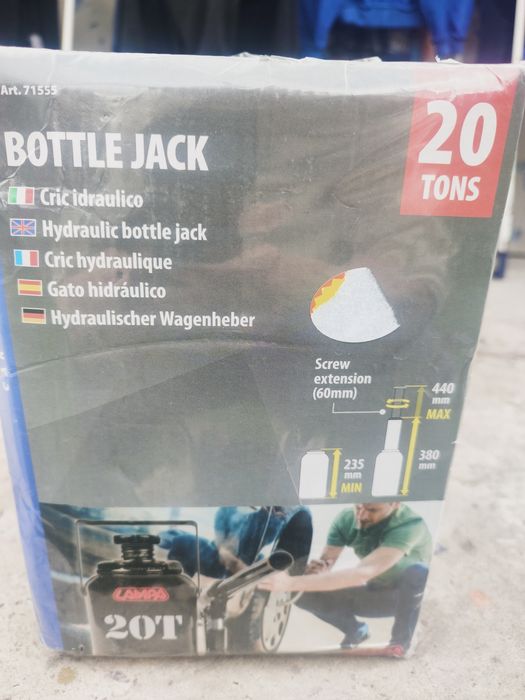 Art. 71555
20
TONS
BOTTLE JACK
Cric idraulico
Hydraulic bottle jack
Cric hydraulique
Gato hidráulico
Hydraulischer Wagenheber
Screw
extension
(60mm)
440
mm
MAX
235
mm
MIN
380
mm
LAMPA
20T